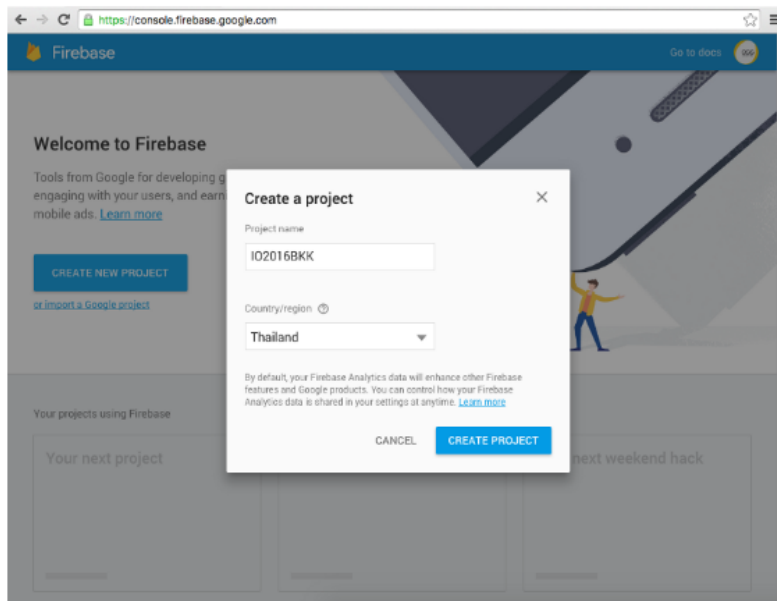 https://console.firebase.google.com
Firebase
Go to docs
Welcome to Firebase
Tools from Google for developing g
engaging with your users, and earn
mobile ads. Learn more
CREATE NEW PROJECT
or import a Google project
Create a project
Project name
IO2016BKK
Country/region
Thailand
By default, your Firebase Analytics data will enhance other Firebase
features and Google products. You can control how your Firebase
Analytics data is shared in your settings at anytime. Learn more
CANCEL
CREATE PROJECT
Your projects using Firebase
Your next project
next weekend hack